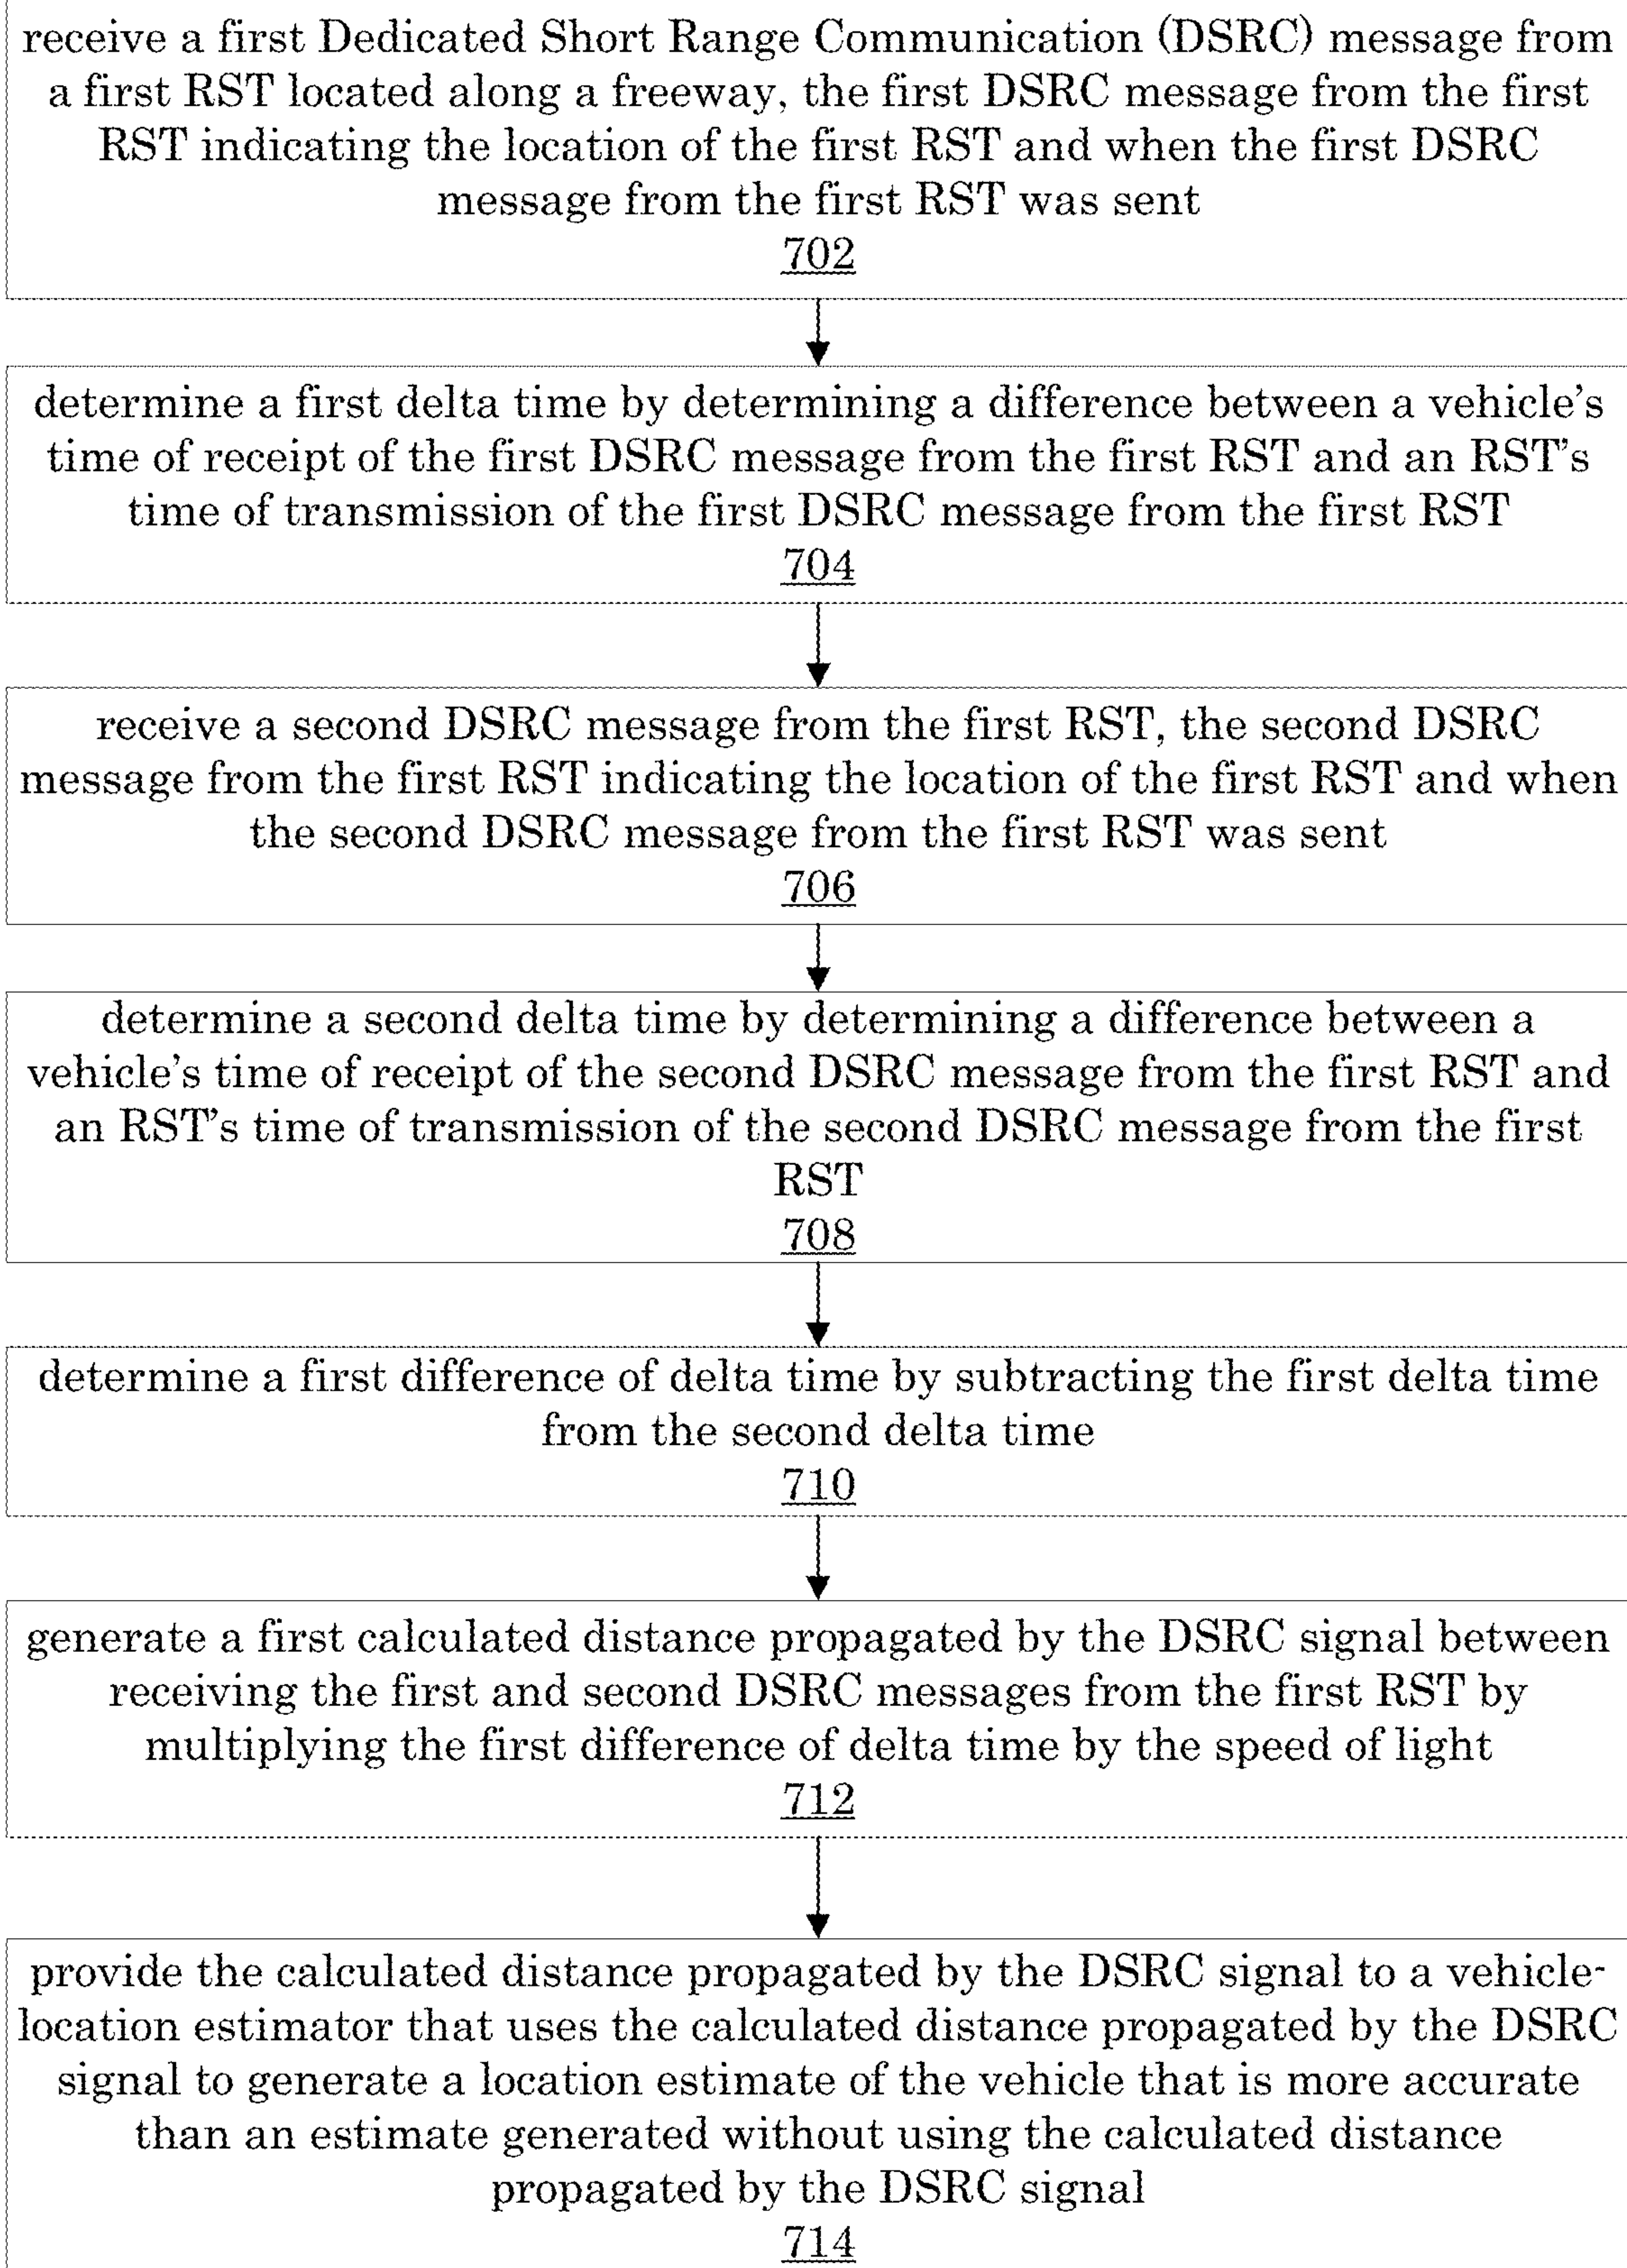 receive a first Dedicated Short Range Communication (DSRC) message from
a first RST located along a freeway, the first DSRC message from the first
RST indicating the location of the first RST and when the first DSRC
message from the first RST was sent
702
determine a first delta time by determining a difference between a vehicle’s
time of receipt of the first DSRC message from the first RST and an RST’s
time of transmission of the first DSRC message from the first RST
704
receive a second DSRC message from the first RST, the second DSRC
message from the first RST indicating the location of the first RST and when
the second DSRC message from the first RST was sent
706
determine a second delta time by determining a difference between a
vehicle’s time of receipt of the second DSRC message from the first RST and
an RST’s time of transmission of the second DSRC message from the first
RST
708
determine a first difference of delta time by subtracting the first delta time
from the second delta time
710
generate a first calculated distance propagated by the DSRC signal between
receiving the first and second DSRC messages from the first RST by
multiplying the first difference of delta time by the speed of light
712
provide the calculated distance propagated by the DSRC signal to a vehicle-
location estimator that uses the calculated distance propagated by the DSRC
signal to generate a location estimate of the vehicle that is more accurate
than an estimate generated without using the calculated distance
propagated by the DSRC signal
714